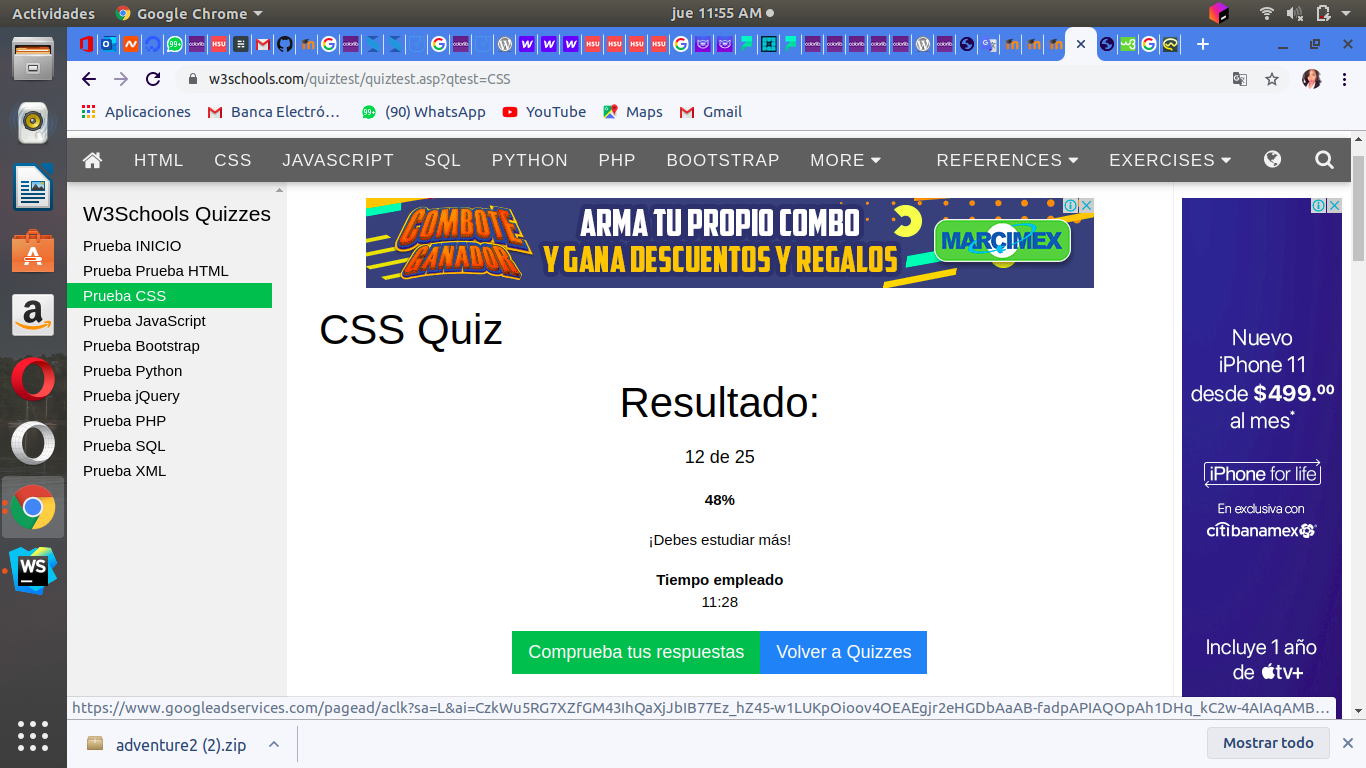 Actividades
Google Chrome
jue 11:55 AM
w3schools.com/quiztest/quiztest.asp?qtest=CSS
Aplicaciones
Banca Electró…
(90) WhatsApp
YouTube
Maps
Gmail
HTML CSS JAVASCRIPT SQL PYTHON PHP BOOTSTRAP MORE REFERENCES EXERCISES
W3Schools Quizzes
Prueba INICIO
Prueba Prueba HTML
Prueba CSS
Prueba JavaScript
Prueba Bootstrap
Prueba Python
Prueba jQuery
Prueba PHP
Prueba SQL
Prueba XML
COMBOTE
GANADOR
ARMA TU PROPIO COMBO
Y GANA DESCUENTOS Y REGALOS
MARCIMEX
CSS Quiz
Resultado:
12 de 25
48%
¡Debes estudiar más!
Tiempo empleado
11:28
Comprueba tus respuestas
Volver a Quizzes
Nuevo
iPhone 11
desde $499.00
al mes*
iPhone for life
En exclusiva con
citibanamex
Incluye 1 año
de tv+
WS
https://www.googleadservices.com/pagead/aclk?sa=L&ai=CzkWu5RG7XZfGM43IhQaXjJbIB77Ez_hZ45-w1LUKpOioov4OEAEgjr2eHGDbAaAB-fadpAPIAQOpAh1DHq_kC2w-4AIAqAMB…
adventure2 (2).zip
Mostrar todo